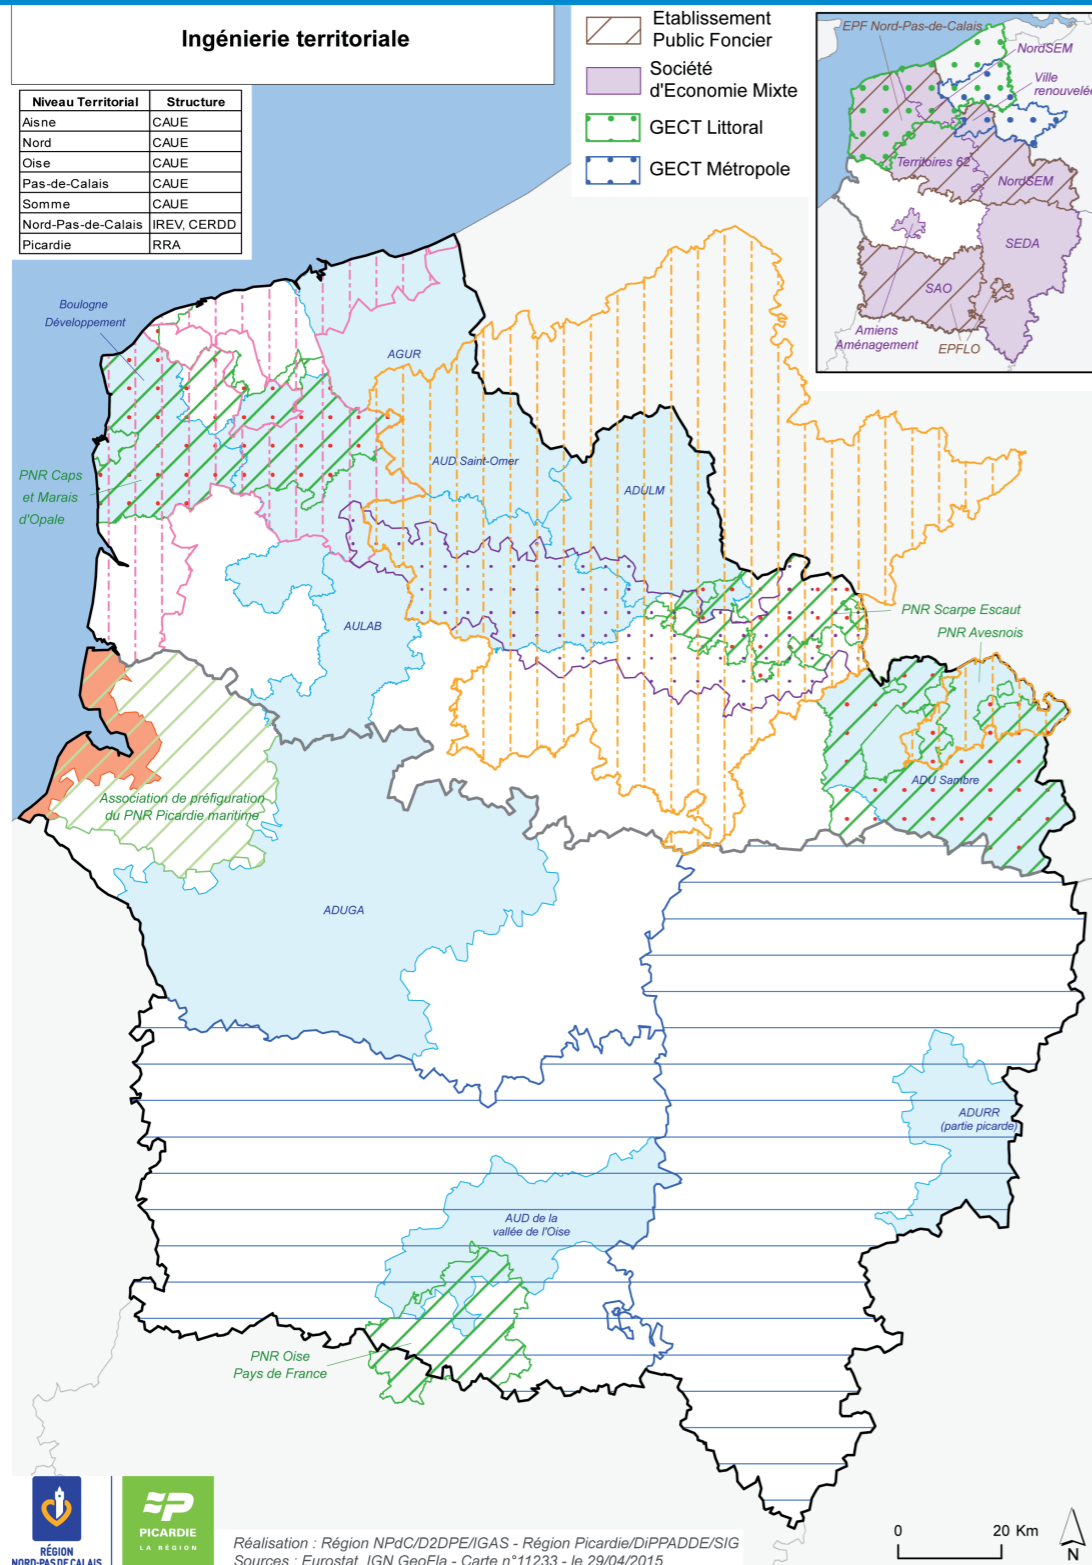 Ingénierie territoriale
Niveau Territorial Structure
Aisne CAUE
Nord CAUE
Oise CAUE
Pas-de-Calais CAUE
Somme CAUE
Nord-Pas-de-Calais IREV, CERDD
Picardie RRA
Etablissement
Public Foncier
Société
d'Economie Mixte
GECT Littoral
GECT Métropole
EPF Nord-Pas-de-Calais
NordSEM
Ville
renouvelée
Territoires 62
NordSEM
SEDA
SAO
Amiens
Aménagement
EPFLO
Boulogne
Développement
AGUR
PNR Caps
et Marais
d'Opale
AUD Saint-Omer
ADULM
AULAB
PNR Scarpe Escaut
PNR Avesnois
ADU Sambre
Association de préfiguration
du PNR Picardie maritime
ADUGA
ADURR
(partie picarde)
AUD de la
vallée de l'Oise
PNR Oise
Pays de France
RÉGION
NORD-PAS DE CALAIS
PICARDIE
LA RÉGION
Réalisation : Région NPdC/D2DPE/IGAS - Région Picardie/DiPPADDE/SIG
Sources : Eurostat, IGN GeoFla - Carte n°11233 - le 29/04/2015
0 20 Km
N